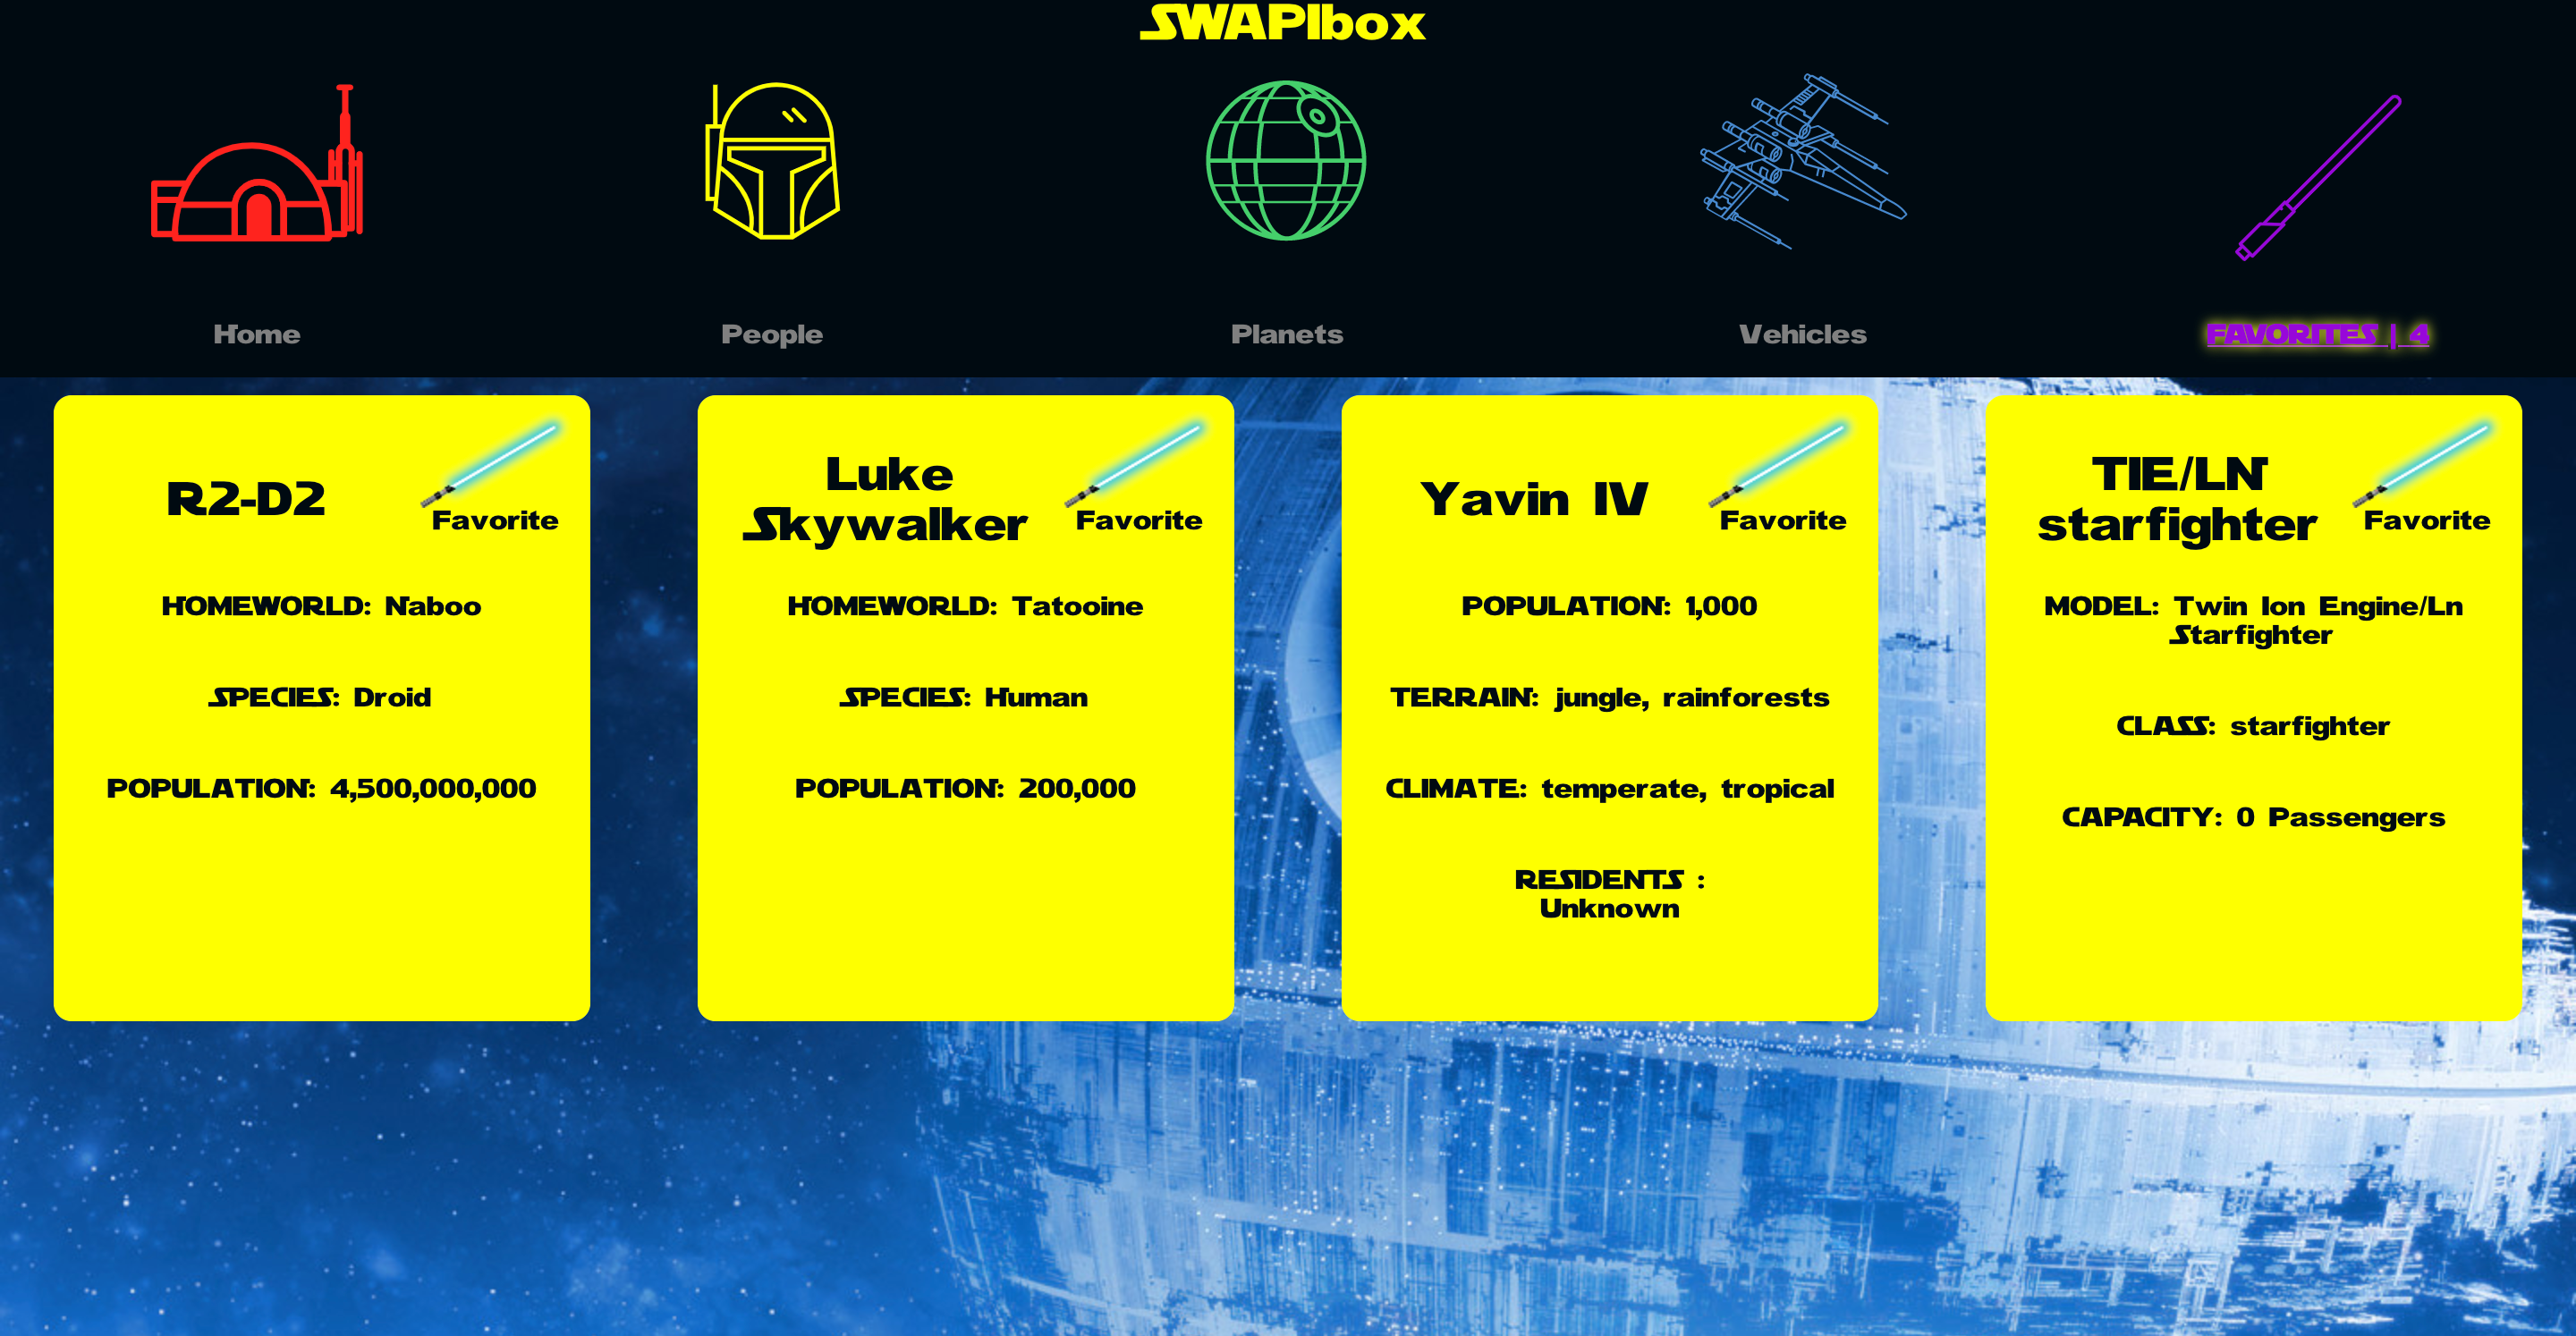 SWAPIbox
Home
People
Planets
Vehicles
FAVORITES | 4
R2-D2
Favorite
HOMEWORLD: Naboo
SPECIES: Droid
POPULATION: 4,500,000,000
Luke
Skywalker
Favorite
HOMEWORLD: Tatooine
SPECIES: Human
POPULATION: 200,000
Yavin IV
Favorite
POPULATION: 1,000
TERRAIN: jungle, rainforests
CLIMATE: temperate, tropical
RESIDENTS :
Unknown
TIE/LN
starfighter
Favorite
MODEL: Twin Ion Engine/Ln
Starfighter
CLASS: starfighter
CAPACITY: 0 Passengers